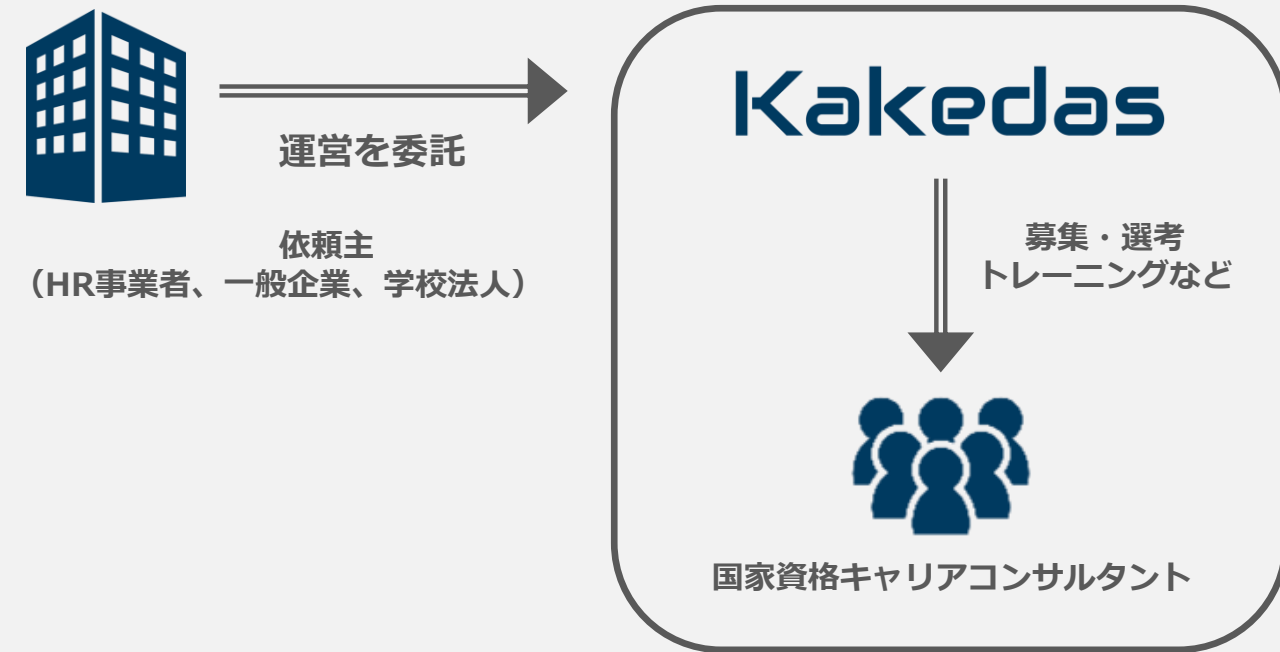 運営を委託
依頼主
（HR事業者、一般企業、学校法人）
Kakedas
募集・選考
トレーニングなど
国家資格キャリアコンサルタント